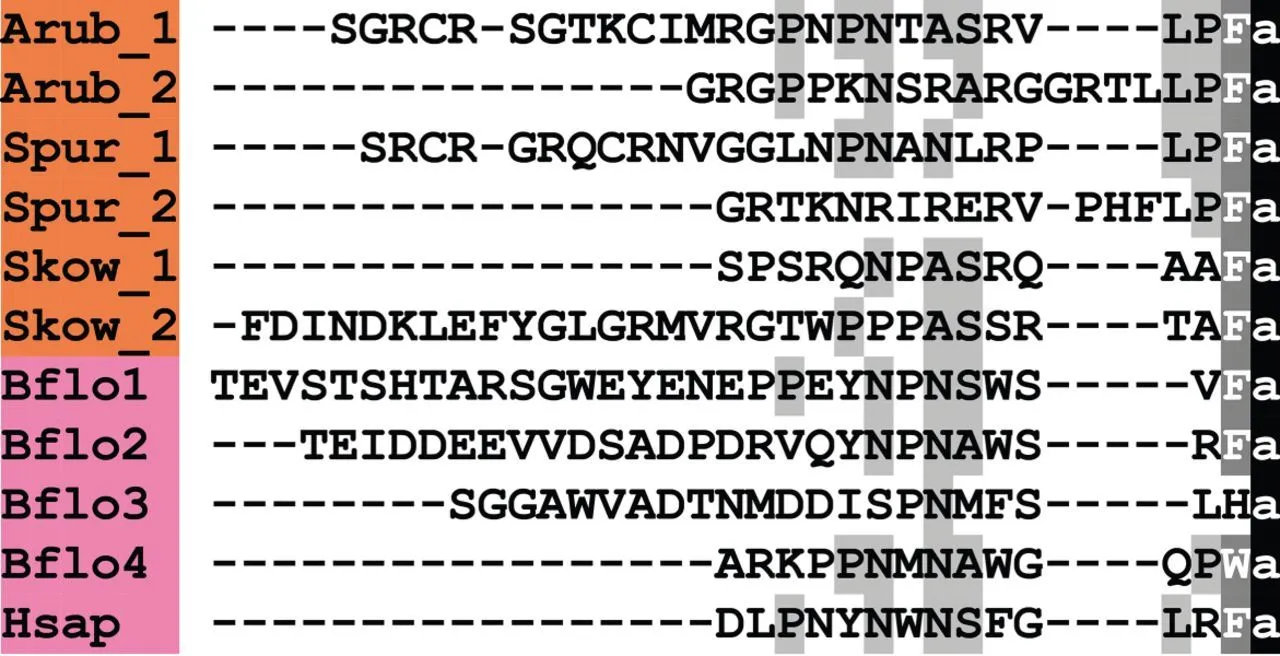 Arub_1 ----SGRCR-SGTKCIMRGPNPNTASRV----LPFa
Arub_2 ----------------GRGPPKNSRARGGRTLLPFa
Spur_1 -----SRCR-GRQCRNVGGLNPNANLRP----LPFa
Spur_2 -----------------GRTKNRIRERV-PHFLPFa
Skow_1 -----------------SPSRQNPASRQ----AAFa
Skow_2 -FDINDKLEFYGLGRMVRGTWPPPASSR----TAFa
Bflo1 TEVSTSHTARSGWEYENEPPEYNPNSWS-----VFa
Bflo2 ---TEIDDEEVVDSADPDRVQYNPNAWS-----RFa
Bflo3 --------SGGAWVADTNMDDISPNMFS-----LHa
Bflo4 -----------------ARKPPNMNAWG----QPWa
Hsap -----------------DLPNYNWNSFG----LRFa